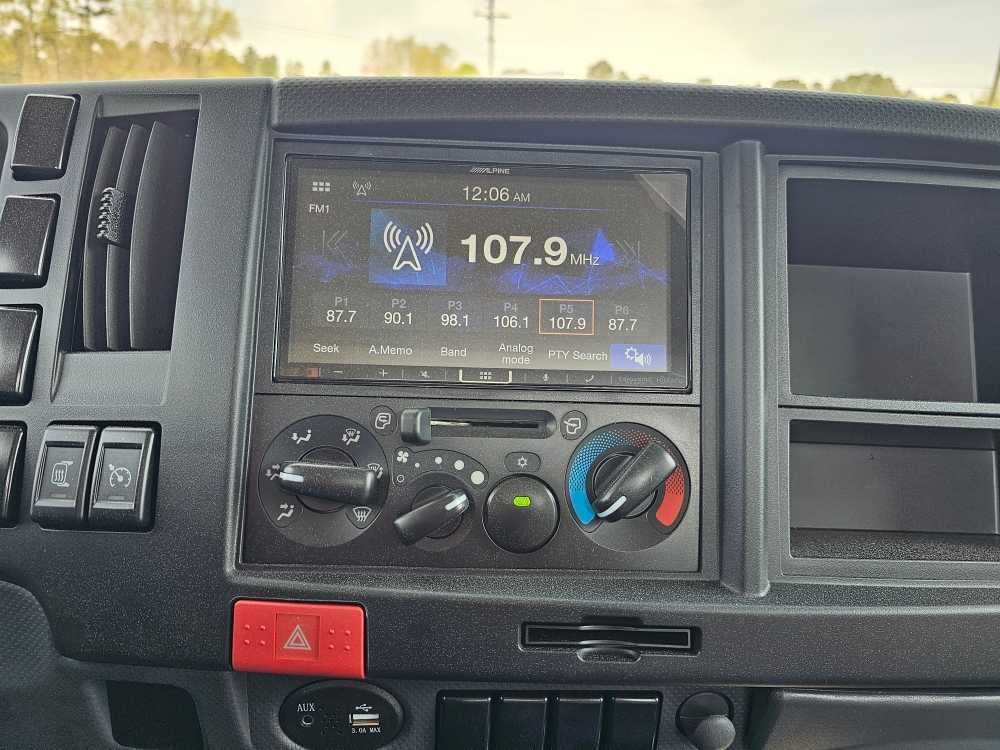 ALPINE
12:06 AM
FM1
107.9 MHz
P1 P2 P3 P4 P5 P6
87.7 90.1 98.1 106.1 107.9 87.7
Seek A.Memo Band Analog mode PTY Search
AUX
3.0A MAX